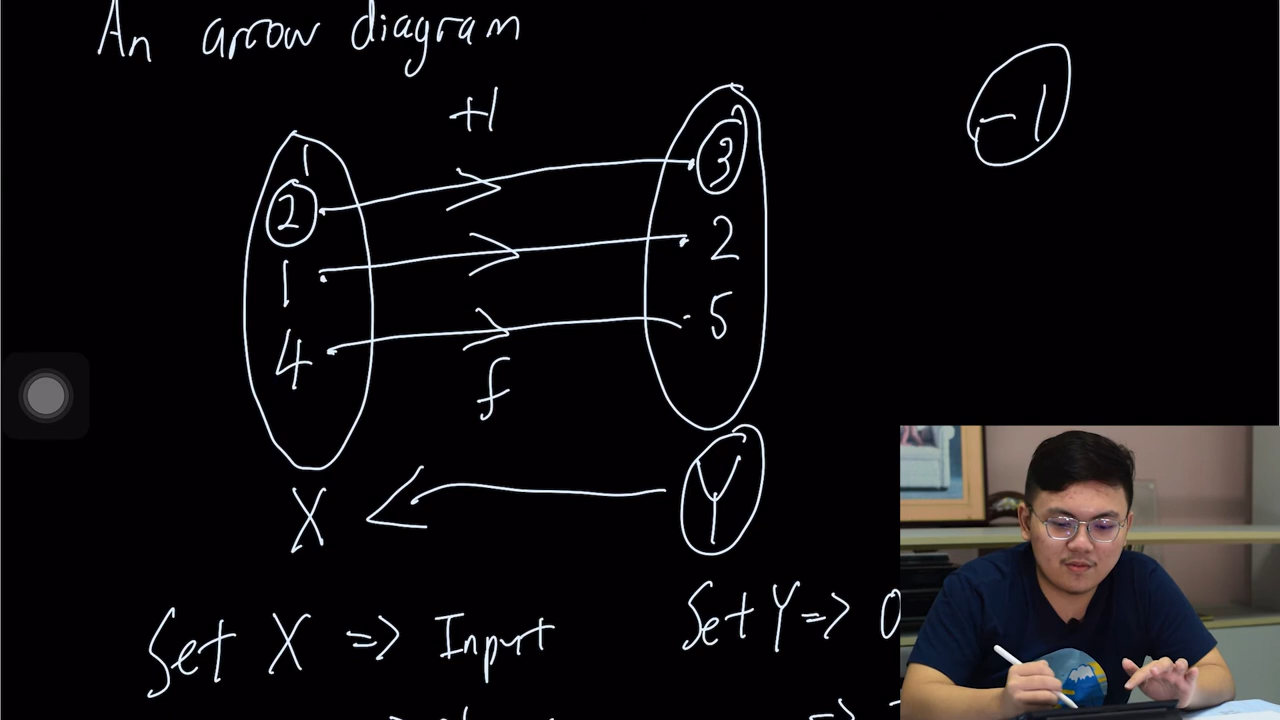 An arrow diagram
+1
-1
1
2
1
4
3
2
5
f
X
Y
Set X => Input
Set Y =>